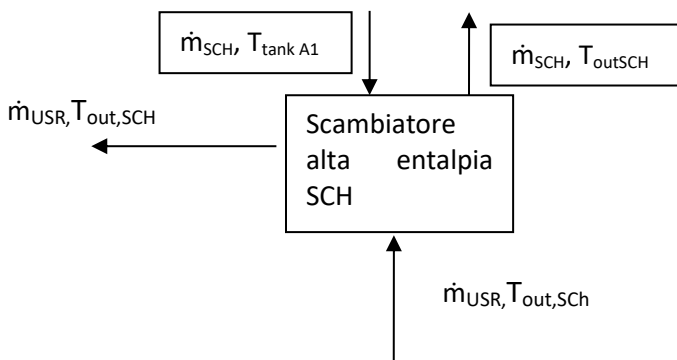 ṁSCH, Ttank A1
ṁSCH, ToutSCH
ṁUSR,Tout,SCH
Scambiatore
alta entalpia
SCH
ṁUSR,Tout,SCh